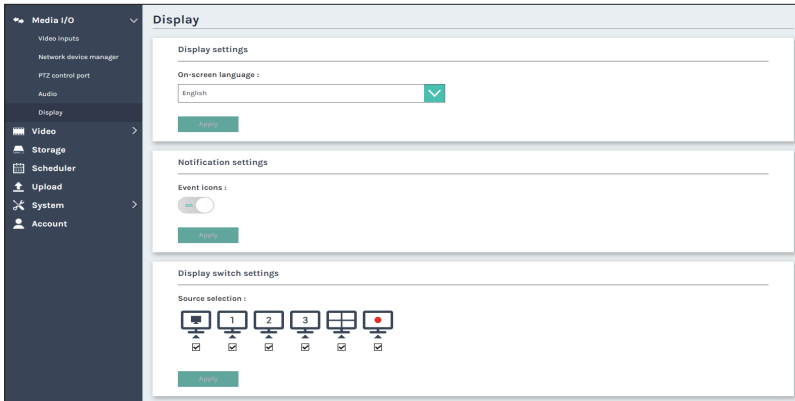 Media I/O
Video inputs
Network device manager
PTZ control port
Audio
Display
Video
Storage
Scheduler
Upload
System
Account
Display
Display settings
On-screen language :
English
Apply
Notification settings
Event icons :
on
Apply
Display switch settings
Source selection :
1 2 3
Apply